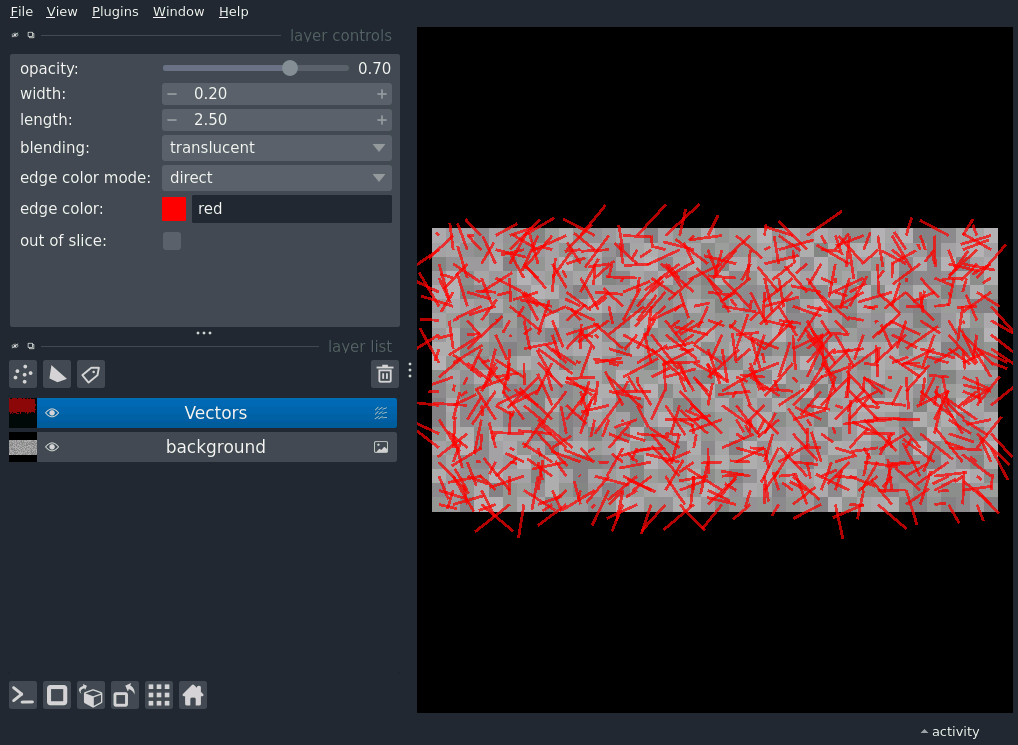 File View Plugins Window Help
layer controls
opacity: 0.70
width: − 0.20 +
length: − 2.50 +
blending: translucent
edge color mode: direct
edge color: red
out of slice:
layer list
Vectors
background
activity